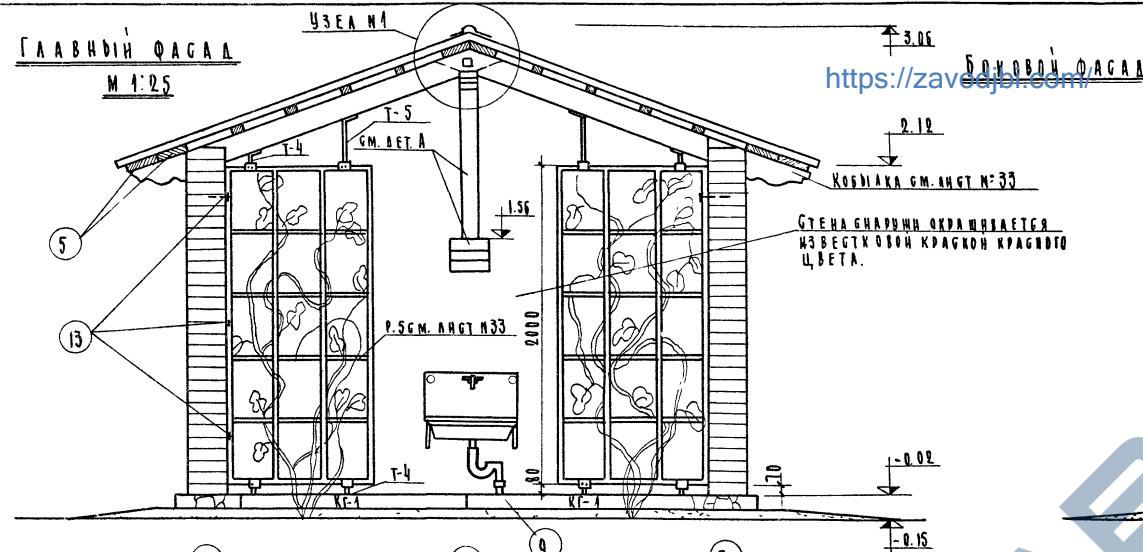 УЗЕЛ №1
ГЛАВНЫЙ ФАСАД
М 1:25
3.06
БОКОВОЙ ФАСАД
https://zavodjbi.com/
Т-5
СМ. ДЕТ. А
Т-4
2.12
КОБЫЛКА СМ. ЛИСТ №33
1.56
СТЕНА СНАРУЖИ ОКРАШИВАЕТСЯ
ИЗВЕСТКОВОЙ КРАСКОЙ КРАСНОГО
ЦВЕТА.
5
13
Р.5 СМ. ЛИСТ №33
2000
-0.02
Т-4
80
20
КГ-1
КГ-1
9
-0.15